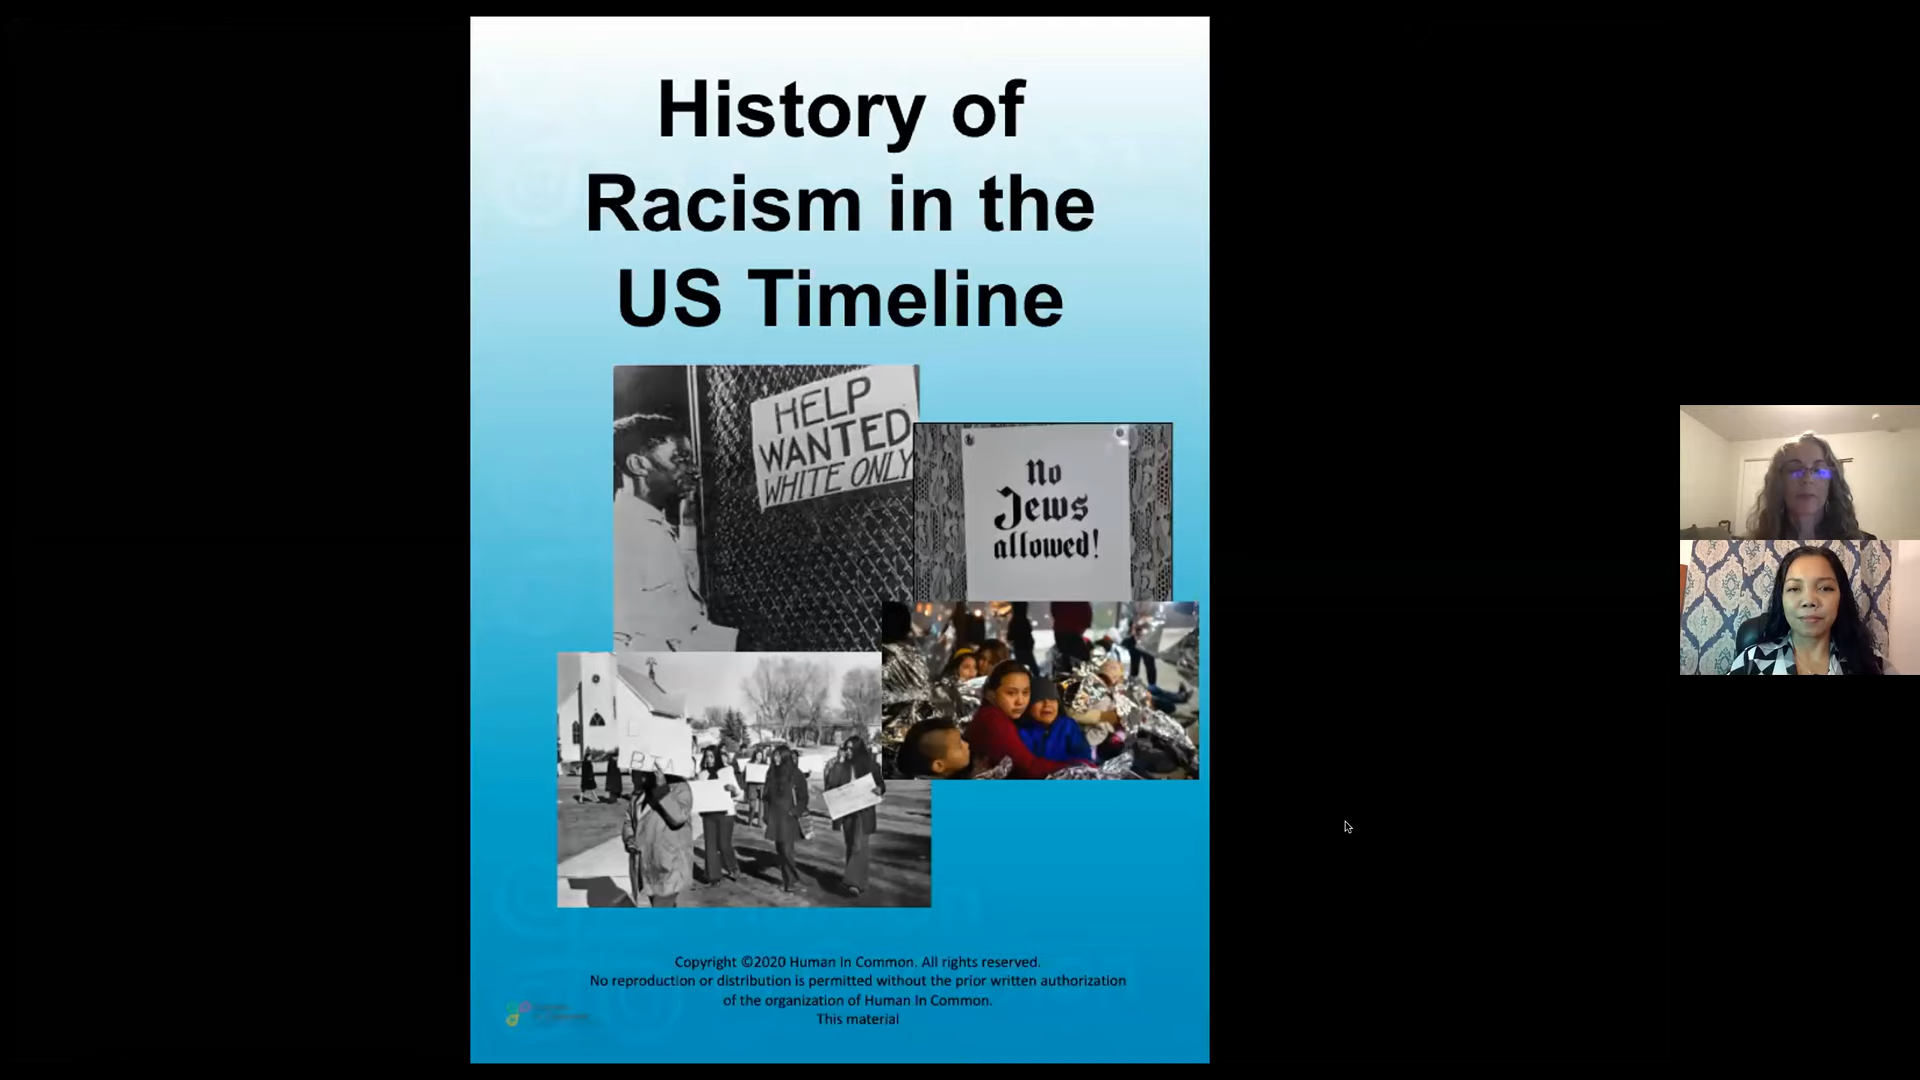 History of
Racism in the
US Timeline
HELP
WANTED
WHITE ONLY
No
Jews
allowed!
BIA
Copyright ©2020 Human In Common. All rights reserved.
No reproduction or distribution is permitted without the prior written authorization
of the organization of Human In Common.
This material